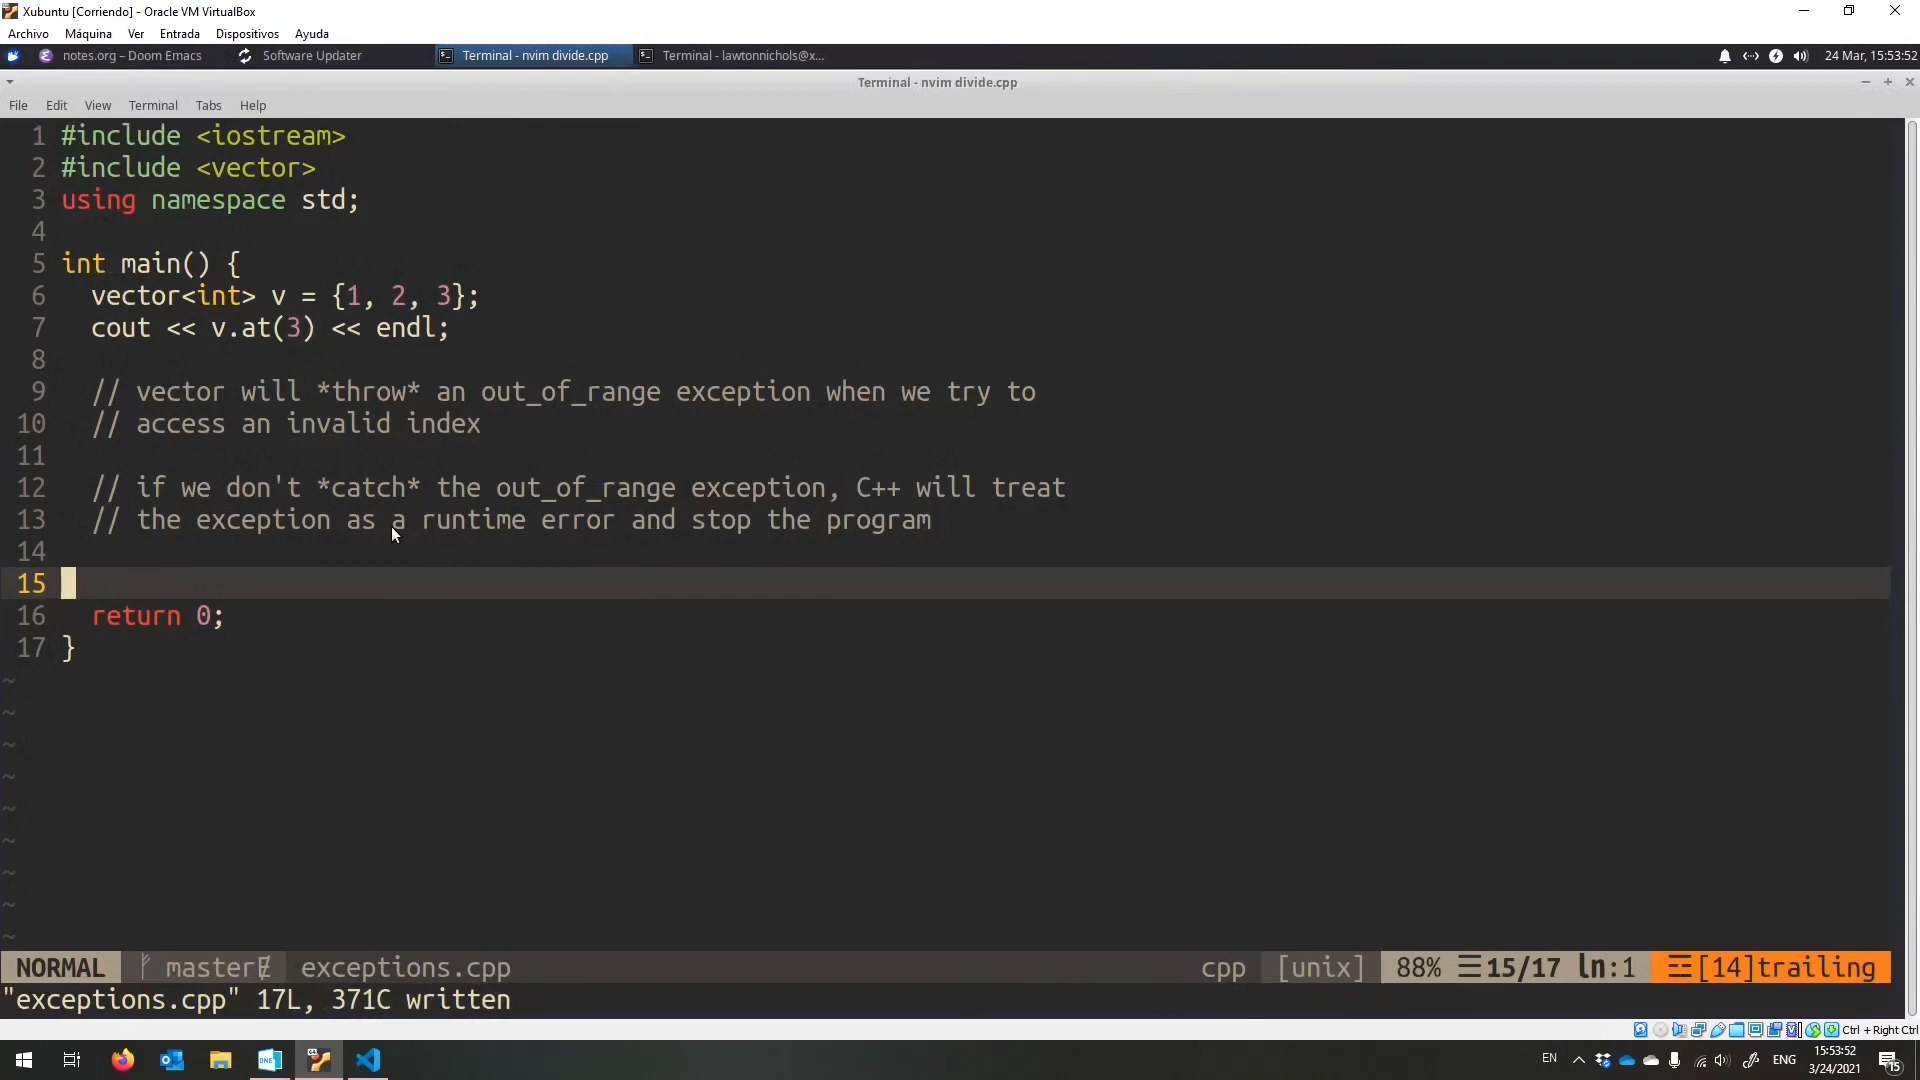 Xubuntu [Corriendo] - Oracle VM VirtualBox
Archivo Máquina Ver Entrada Dispositivos Ayuda
notes.org – Doom Emacs Software Updater Terminal - nvim divide.cpp Terminal - lawtonnichols@x... 24 Mar, 15:53:52
Terminal - nvim divide.cpp
File Edit View Terminal Tabs Help
1 #include <iostream>
2 #include <vector>
3 using namespace std;
4
5 int main() {
6 vector<int> v = {1, 2, 3};
7 cout << v.at(3) << endl;
8
9 // vector will *throw* an out_of_range exception when we try to
10 // access an invalid index
11
12 // if we don't *catch* the out_of_range exception, C++ will treat
13 // the exception as a runtime error and stop the program
14
15
16 return 0;
17 }
~
~
~
~
~
~
~
~
~
NORMAL master exceptions.cpp cpp [unix] 88% ☰15/17 ln:1 ☲[14]trailing
"exceptions.cpp" 17L, 371C written
Ctrl + Right Ctrl
EN ENG 15:53:52
3/24/2021 15